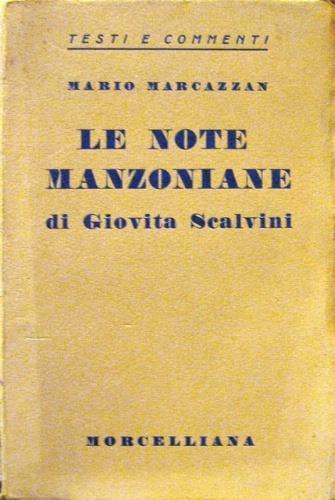 TESTI E COMMENTI
MARIO MARCAZZAN
LE NOTE
MANZONIANE
di Giovita Scalvini
MORCELLIANA